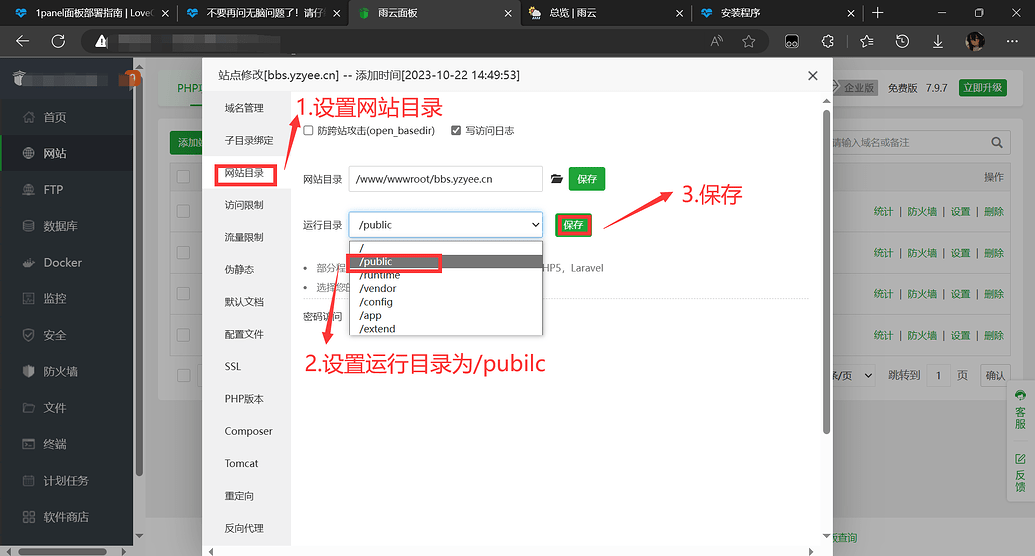 1panel面板部署指南 | LoveC
不要再问无脑问题了！请仔
雨云面板
总览 | 雨云
安装程序
站点修改[bbs.yzyee.cn] -- 添加时间[2023-10-22 14:49:53]
PHP
企业版
免费版
7.9.7
立即升级
首页
网站
FTP
数据库
Docker
监控
安全
防火墙
文件
终端
计划任务
软件商店
域名管理
子目录绑定
网站目录
访问限制
流量限制
伪静态
默认文档
配置文件
SSL
PHP版本
Composer
Tomcat
重定向
反向代理
1.设置网站目录
防跨站攻击(open_basedir)
写访问日志
网站目录
/www/wwwroot/bbs.yzyee.cn
保存
运行目录
/public
保存
3.保存
/
/public
/runtime
/vendor
/config
/app
/extend
部分程
HP5，Laravel
选择您的
密码访问
2.设置运行目录为/pubilc
请输入域名或备注
操作
统计 | 防火墙 | 设置 | 删除
统计 | 防火墙 | 设置 | 删除
统计 | 防火墙 | 设置 | 删除
统计 | 防火墙 | 设置 | 删除
条/页
跳转到
1
页
确认
客服
反馈
查询